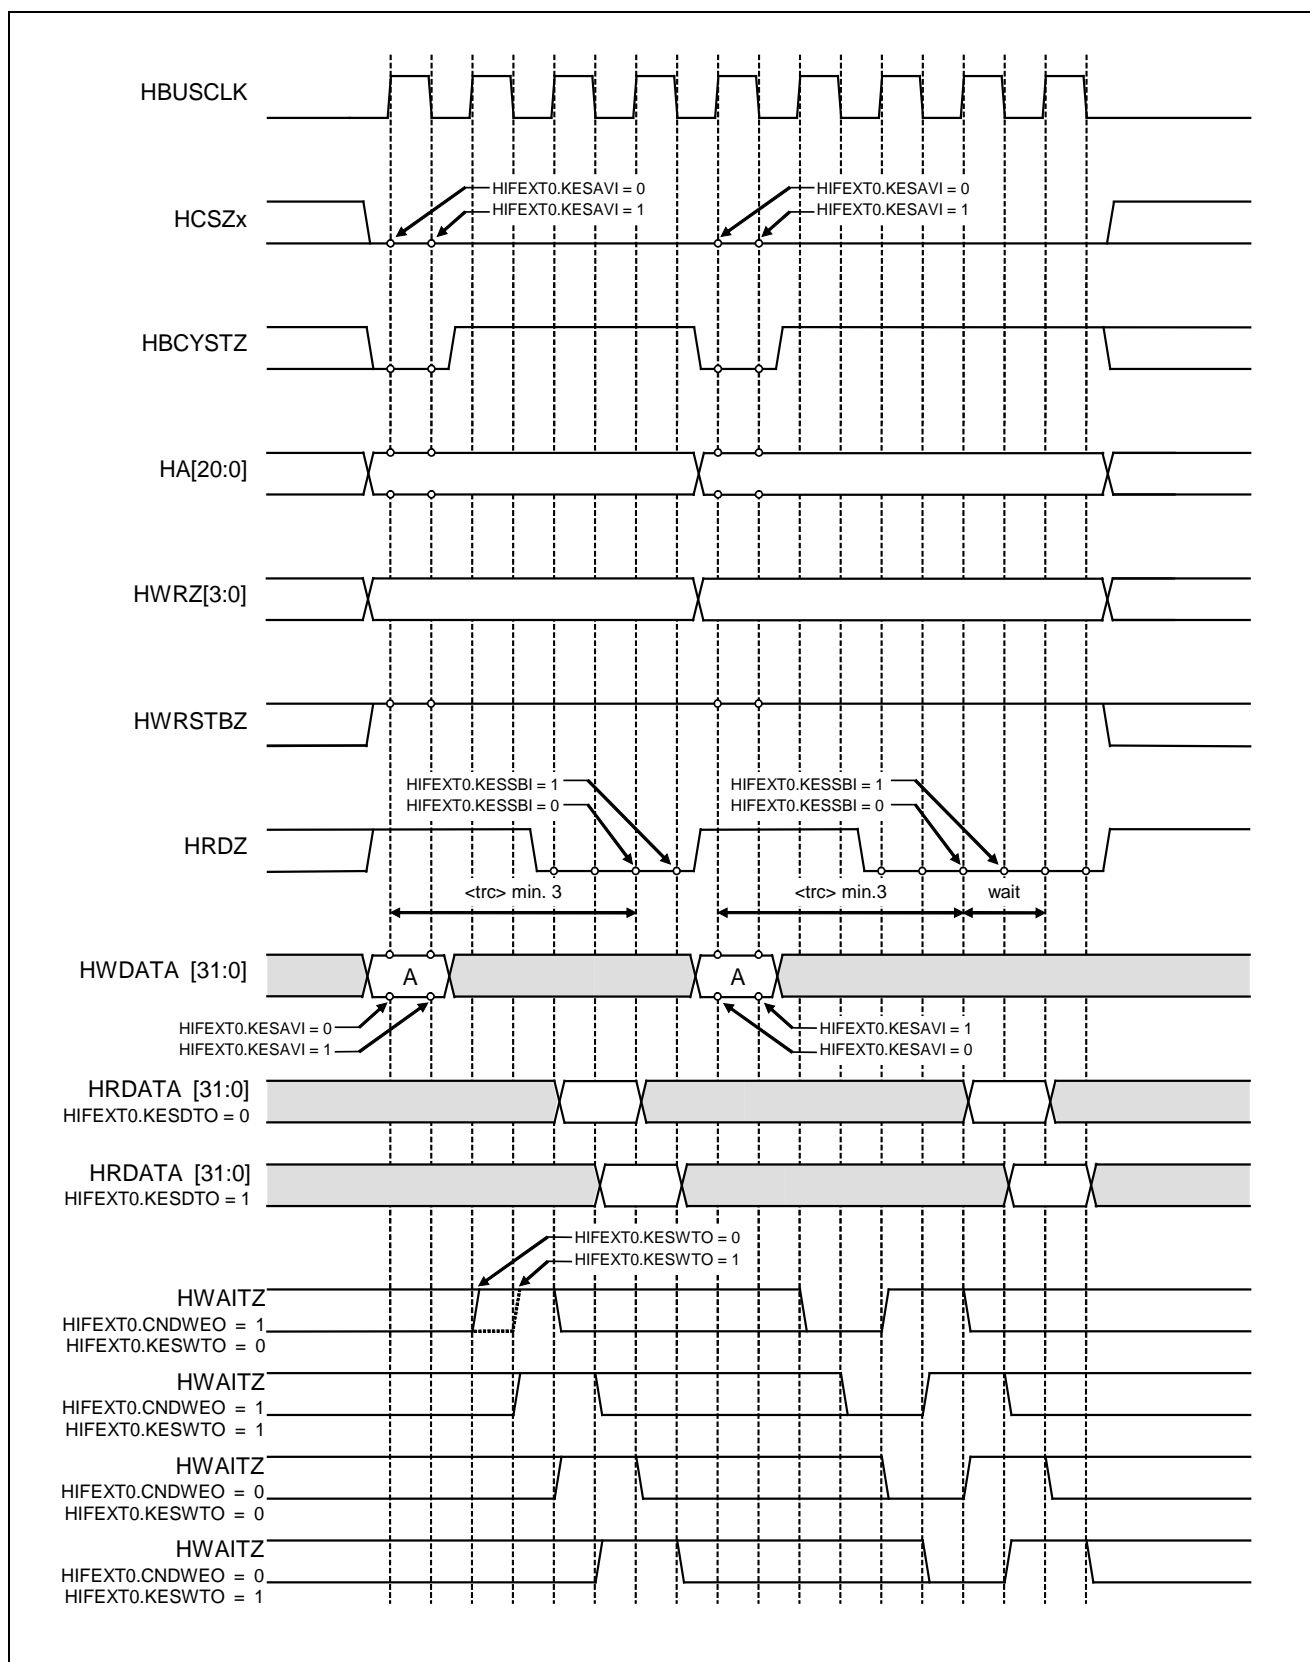 HBUSCLK
HIFEXT0.KESAVI = 0
HIFEXT0.KESAVI = 0
HIFEXT0.KESAVI = 1
HIFEXT0.KESAVI = 1
HCSZx
HBCYSTZ
HA[20:0]
HWRZ[3:0]
HWRSTBZ
HIFEXT0.KESSBI = 1
HIFEXT0.KESSBI = 1
HIFEXT0.KESSBI = 0
HIFEXT0.KESSBI = 0
HRDZ
<trc> min. 3
<trc> min.3
wait
HWDATA [31:0]
A
A
HIFEXT0.KESAVI = 0
HIFEXT0.KESAVI = 1
HIFEXT0.KESAVI = 1
HIFEXT0.KESAVI = 0
HRDATA [31:0]
HIFEXT0.KESDTO = 0
HRDATA [31:0]
HIFEXT0.KESDTO = 1
HIFEXT0.KESWTO = 0
HIFEXT0.KESWTO = 1
HWAITZ
HIFEXT0.CNDWEO = 1
HIFEXT0.KESWTO = 0
HWAITZ
HIFEXT0.CNDWEO = 1
HIFEXT0.KESWTO = 1
HWAITZ
HIFEXT0.CNDWEO = 0
HIFEXT0.KESWTO = 0
HWAITZ
HIFEXT0.CNDWEO = 0
HIFEXT0.KESWTO = 1